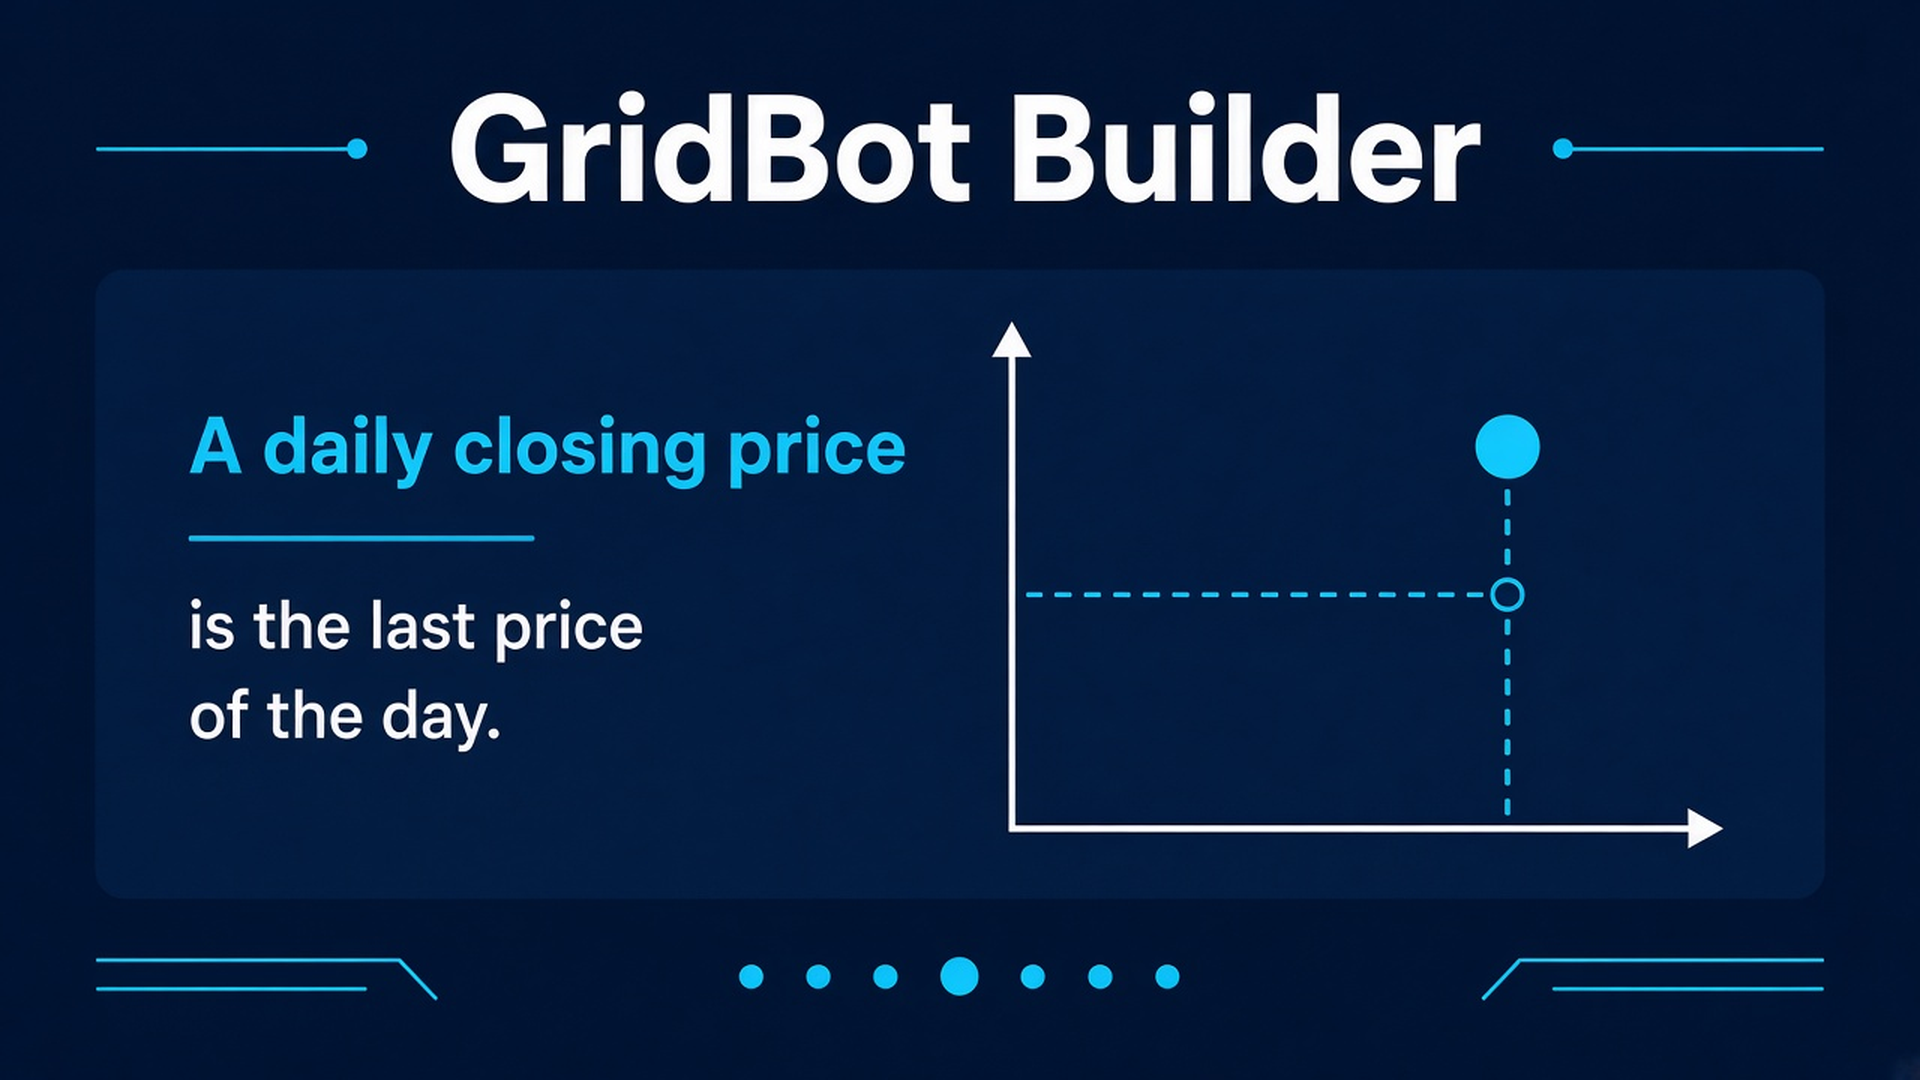 GridBot Builder
A daily closing price
is the last price
of the day.